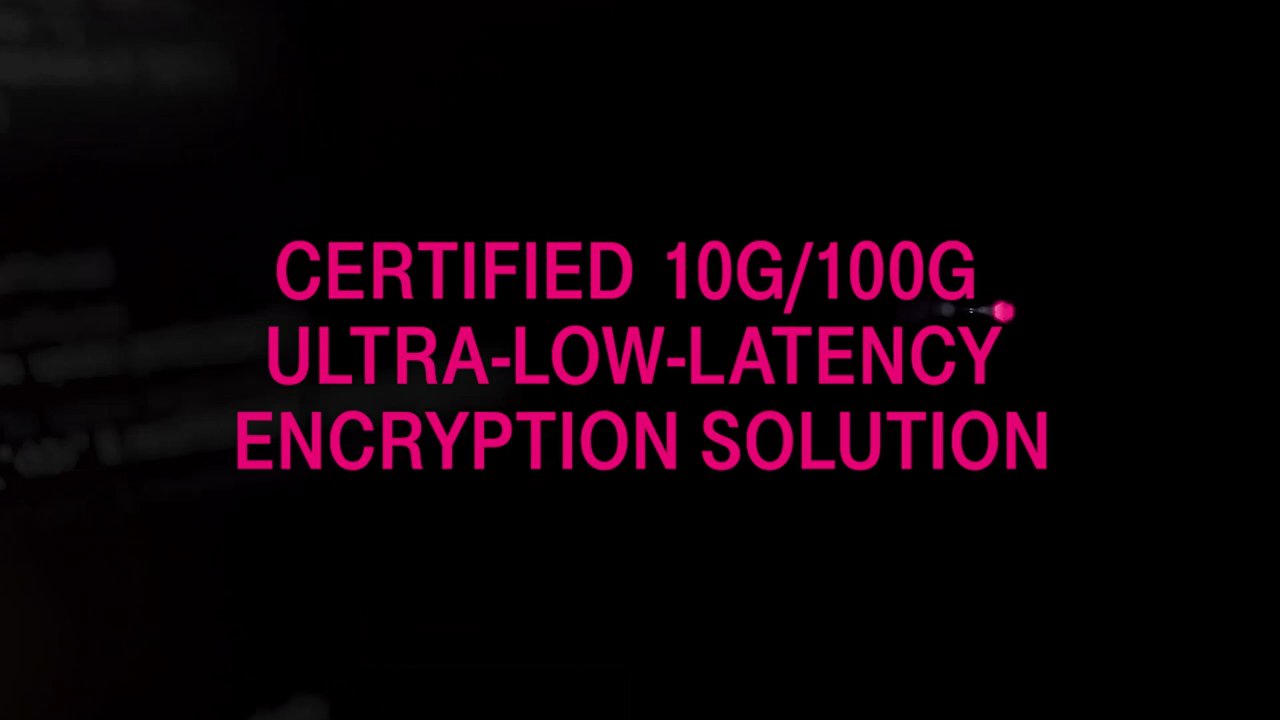 CERTIFIED 10G/100G
ULTRA-LOW-LATENCY
ENCRYPTION SOLUTION